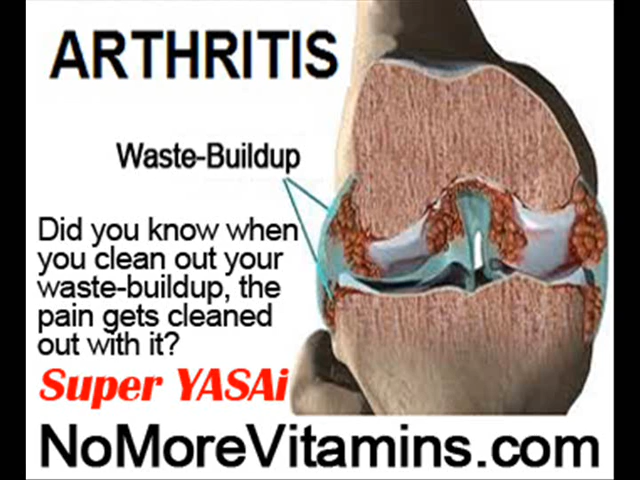 ARTHRITIS
Waste-Buildup
Did you know when
you clean out your
waste-buildup, the
pain gets cleaned
out with it?
Super YASAi
NoMoreVitamins.com